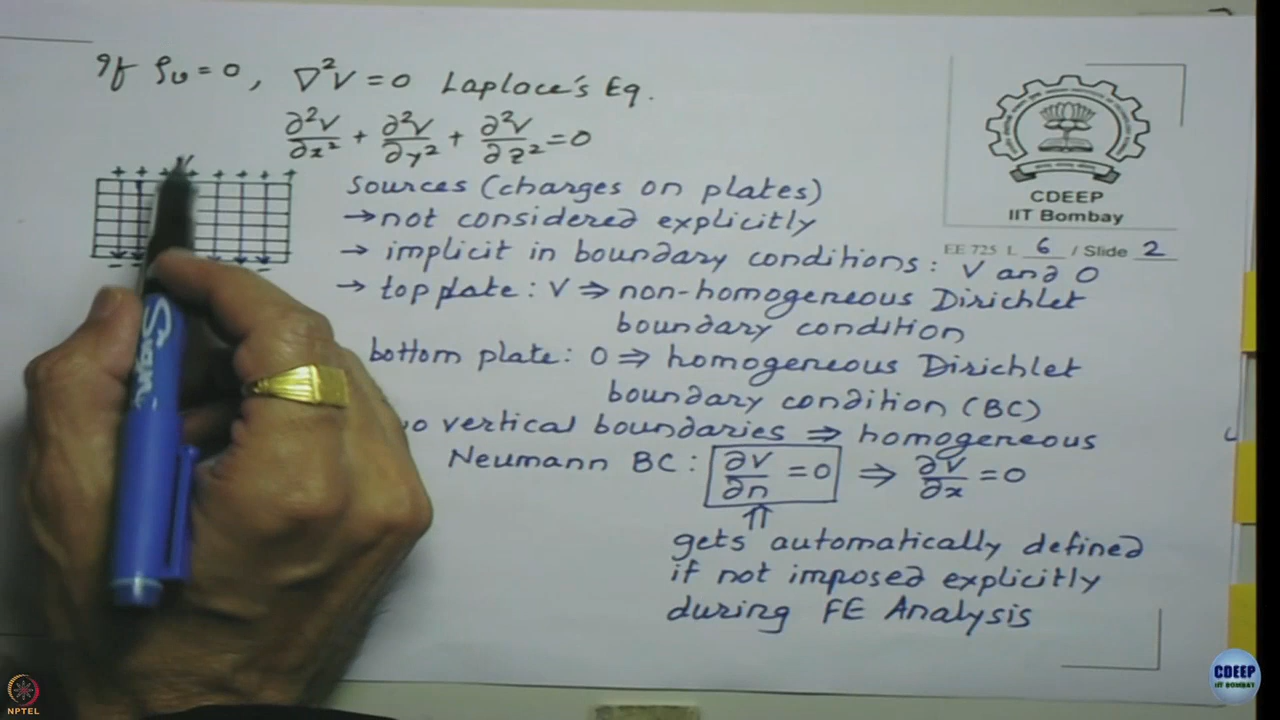 If ρv = 0, ∇²V = 0 Laplace's Eq.
∂²V/∂x² + ∂²V/∂y² + ∂²V/∂z² = 0
+ + + + + + +
- -
Sources (charges on plates)
→ not considered explicitly
→ implicit in boundary conditions: V and 0
→ top plate: V ⇒ non-homogeneous Dirichlet
boundary condition
bottom plate: 0 ⇒ homogeneous Dirichlet
boundary condition (BC)
vertical boundaries ⇒ homogeneous
Neumann BC: ∂V/∂n = 0 ⇒ ∂V/∂x = 0
⇑
gets automatically defined
if not imposed explicitly
during FE Analysis
CDEEP
IIT Bombay
EE 725 L 6 / Slide 2
NPTEL
CDEEP
IIT BOMBAY